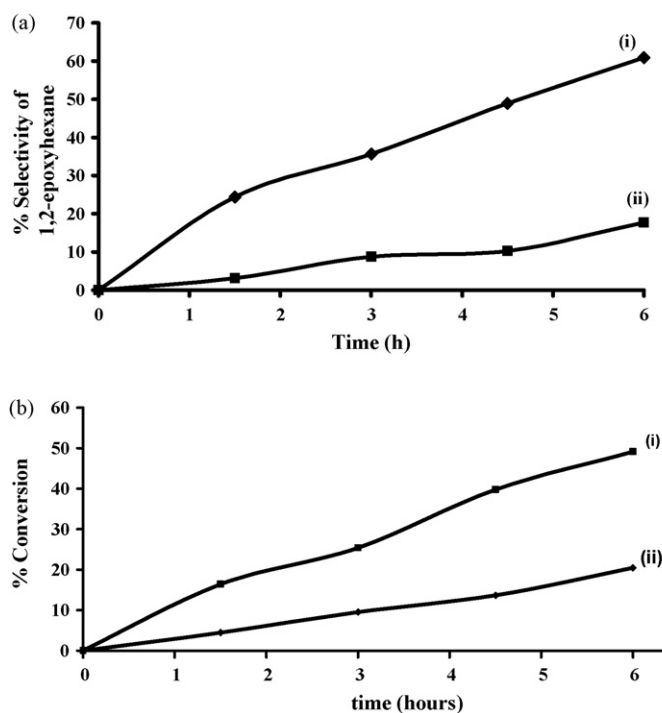 (a)
% Selectivity of
1,2-epoxyhexane
70
60
50
40
30
20
10
0
(i)
(ii)
0 1 2 3 4 5 6
Time (h)
(b)
% Conversion
60
50
40
30
20
10
0
(i)
(ii)
0 1 2 3 4 5 6
time (hours)